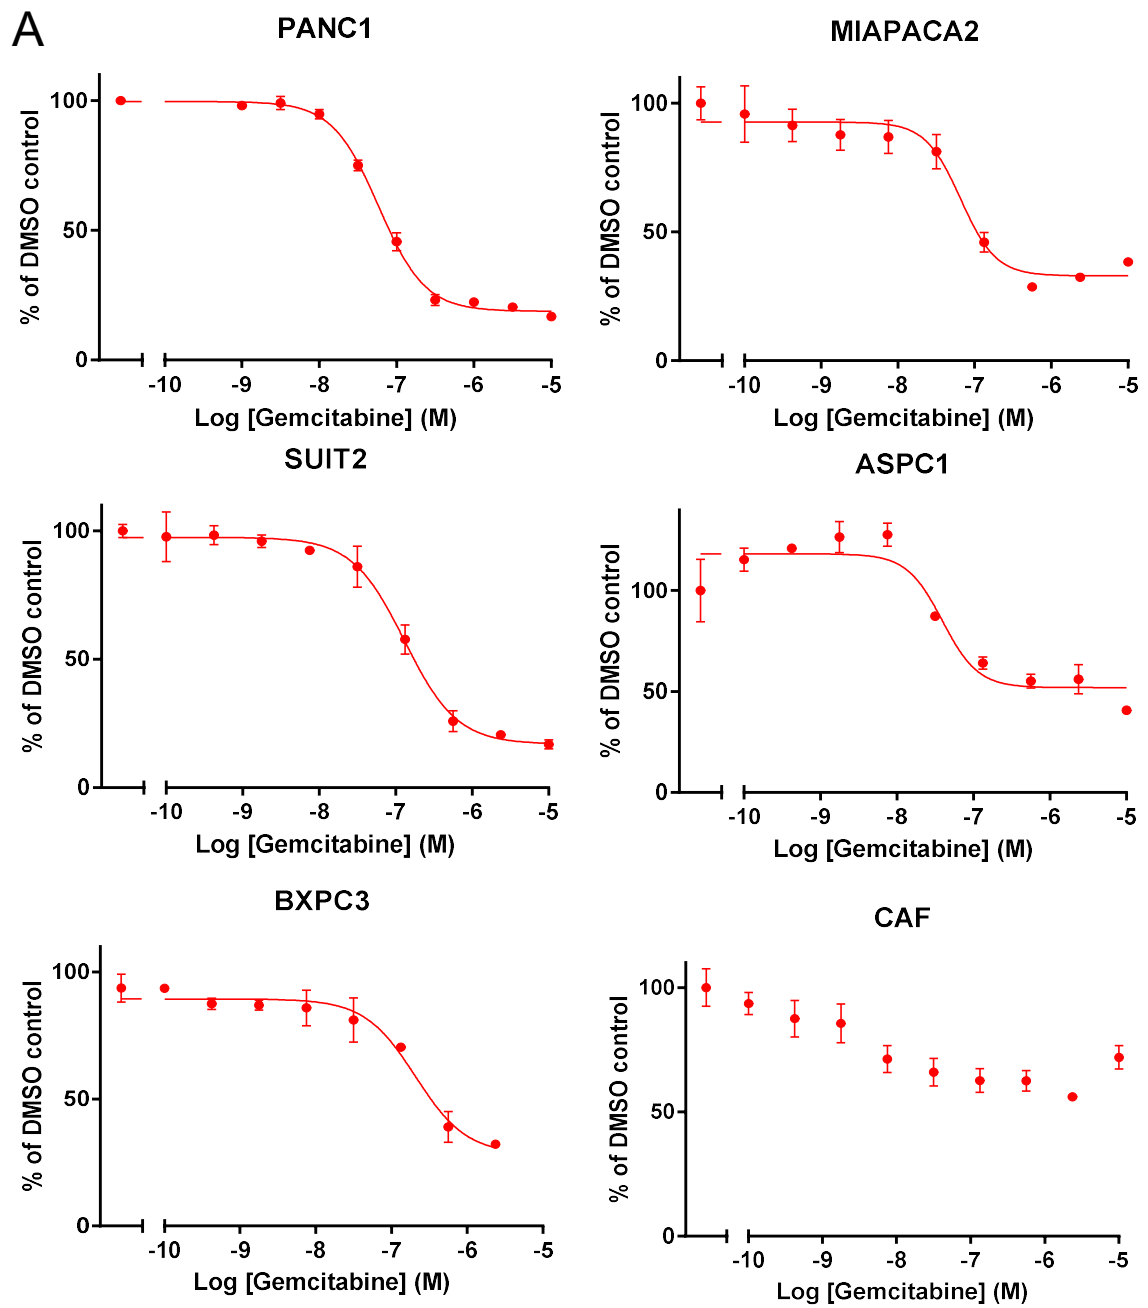 A
PANC1
% of DMSO control
100
50
0
-10 -9 -8 -7 -6 -5
Log [Gemcitabine] (M)
MIAPACA2
% of DMSO control
100
50
0
-10 -9 -8 -7 -6 -5
Log [Gemcitabine] (M)
SUIT2
% of DMSO control
100
50
0
-10 -9 -8 -7 -6 -5
Log [Gemcitabine] (M)
ASPC1
% of DMSO control
100
50
0
-10 -9 -8 -7 -6 -5
Log [Gemcitabine] (M)
BXPC3
% of DMSO control
100
50
0
-10 -9 -8 -7 -6 -5
Log [Gemcitabine] (M)
CAF
% of DMSO control
100
50
0
-10 -9 -8 -7 -6 -5
Log [Gemcitabine] (M)